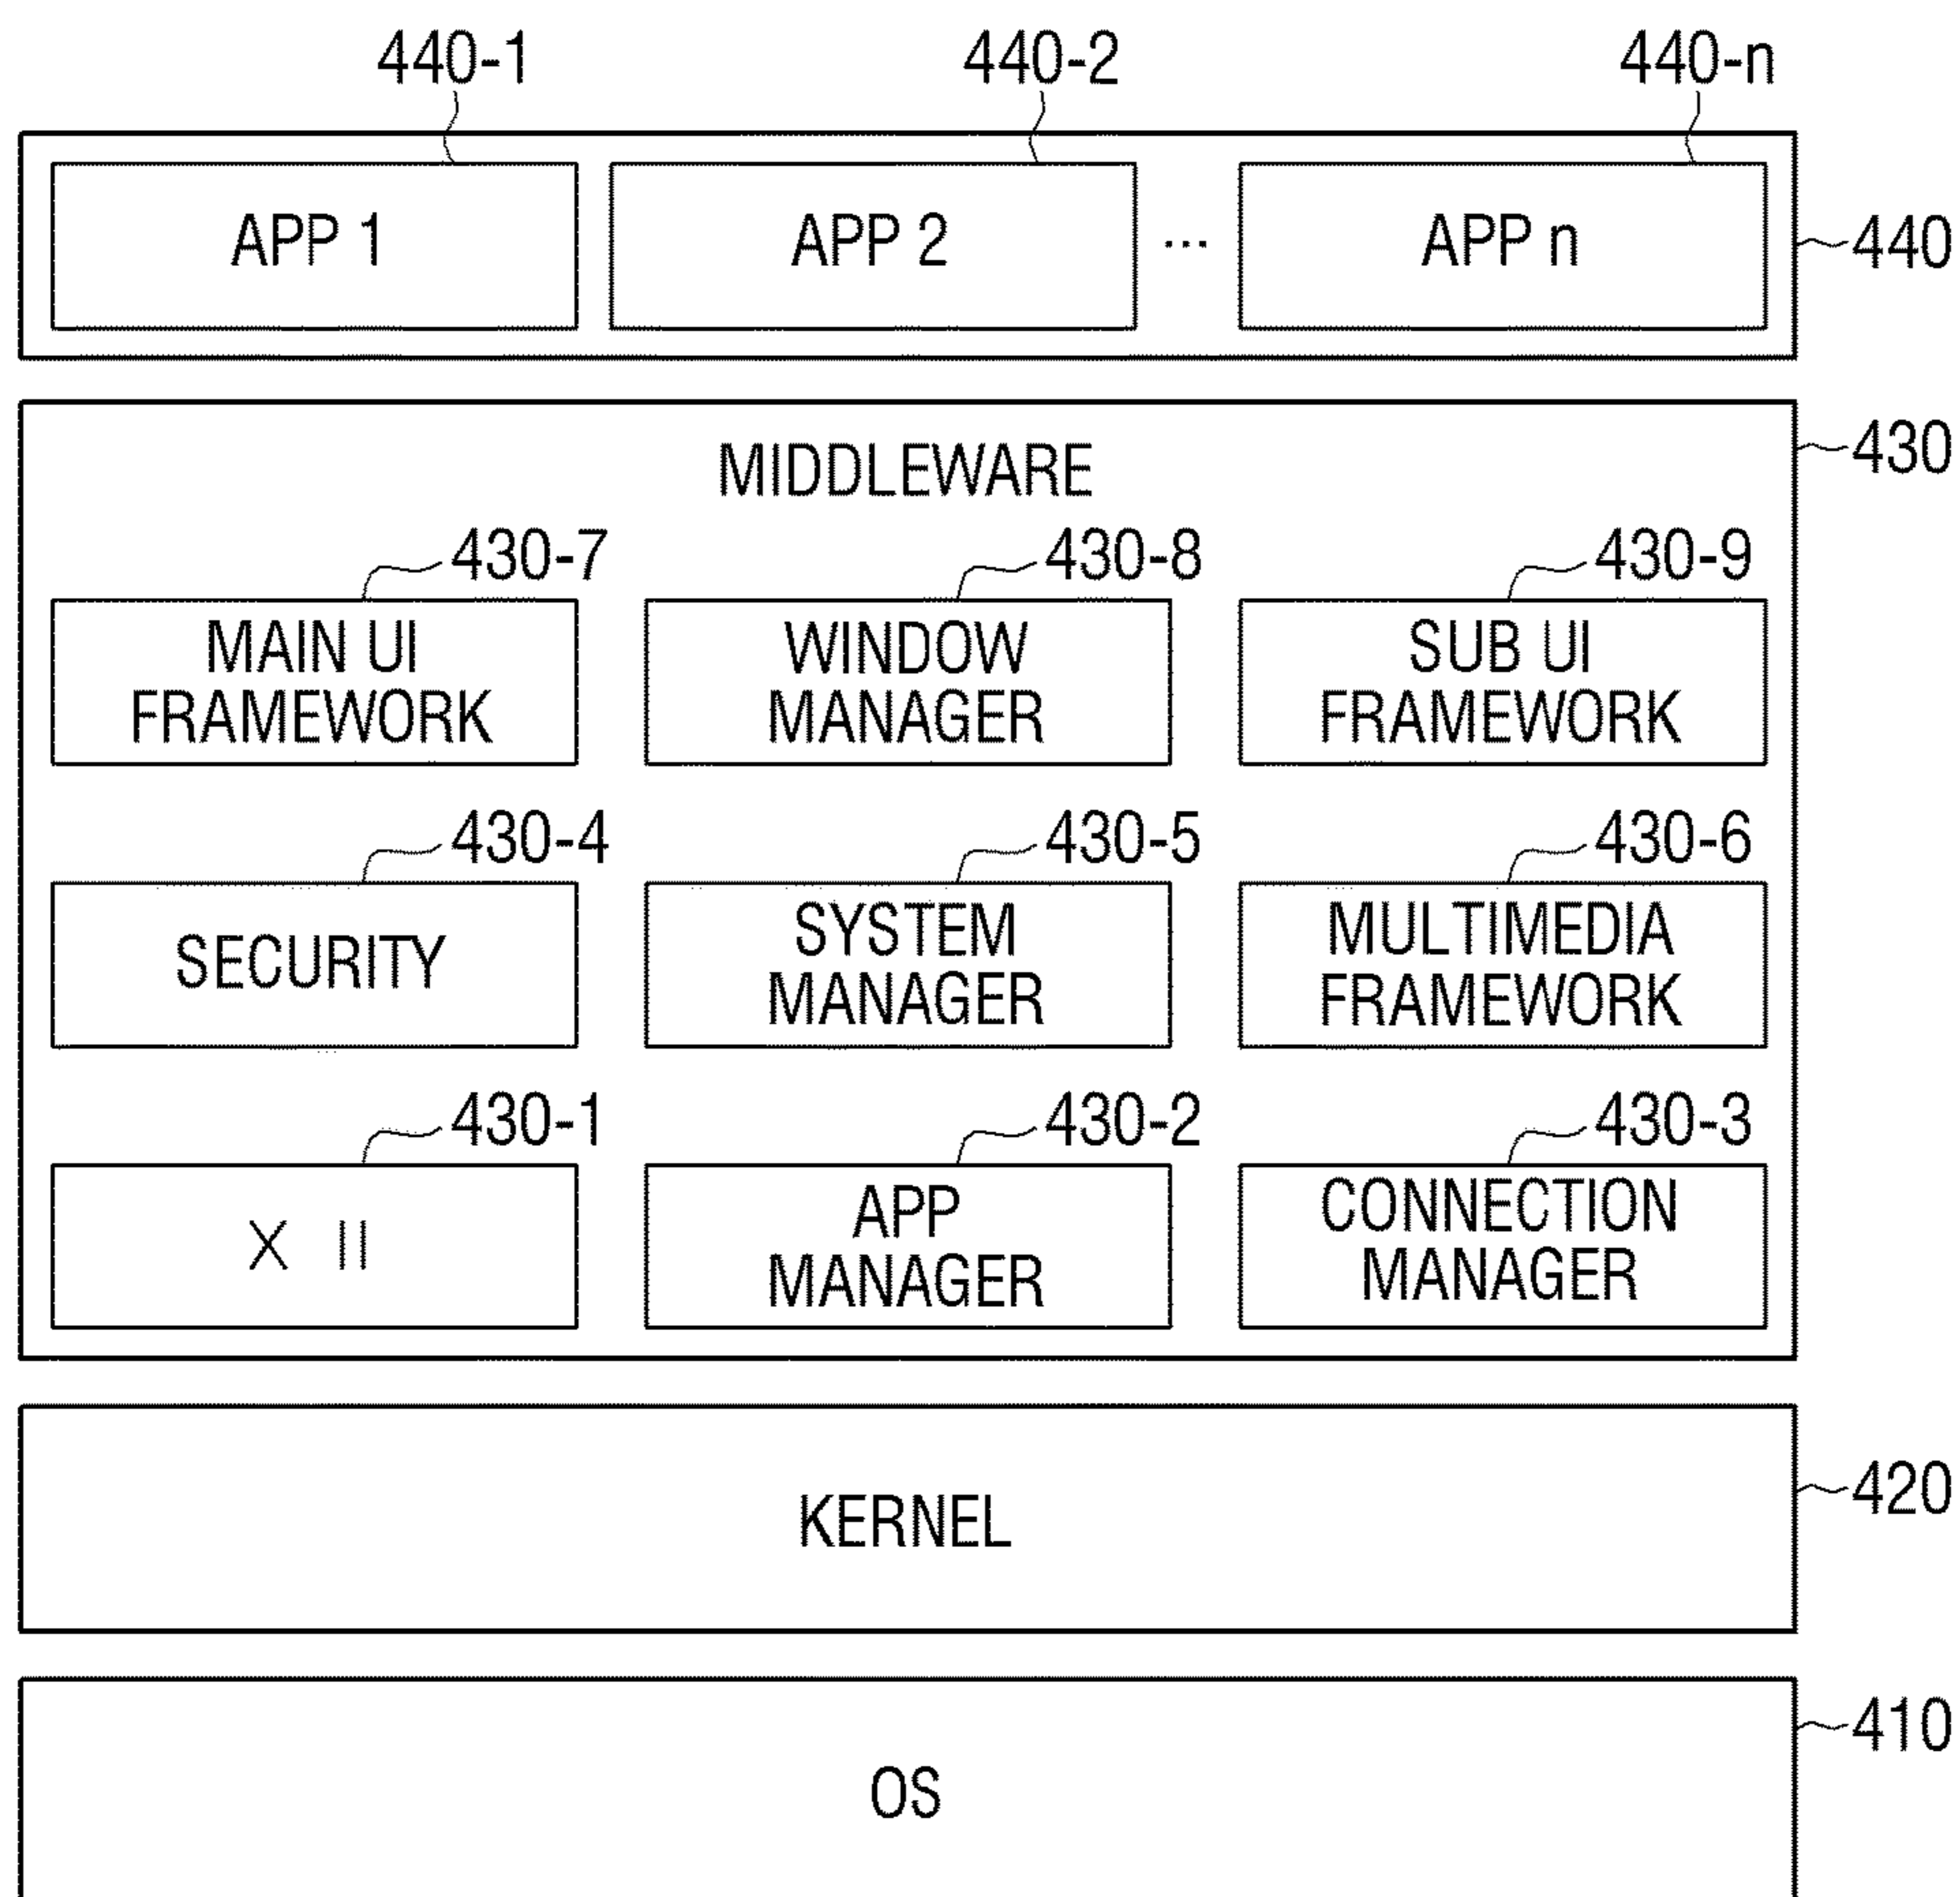 440-1 440-2 440-n
APP 1 APP 2 ... APP n 440
MIDDLEWARE 430
430-7 430-8 430-9
MAIN UI FRAMEWORK
WINDOW MANAGER
SUB UI FRAMEWORK
430-4 430-5 430-6
SECURITY
SYSTEM MANAGER
MULTIMEDIA FRAMEWORK
430-1 430-2 430-3
X 11
APP MANAGER
CONNECTION MANAGER
KERNEL 420
OS 410